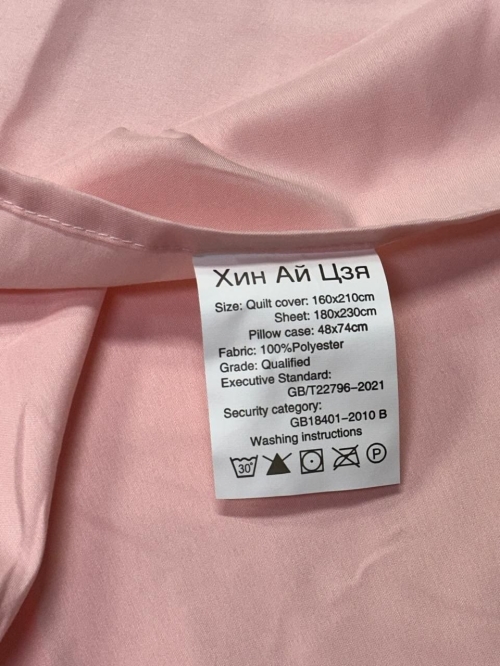 Хин Ай Цзя
Size: Quilt cover: 160x210cm
Sheet: 180x230cm
Pillow case: 48x74cm
Fabric: 100%Polyester
Grade: Qualified
Executive Standard:
GB/T22796-2021
Security category:
GB18401-2010 B
Washing instructions
30° P